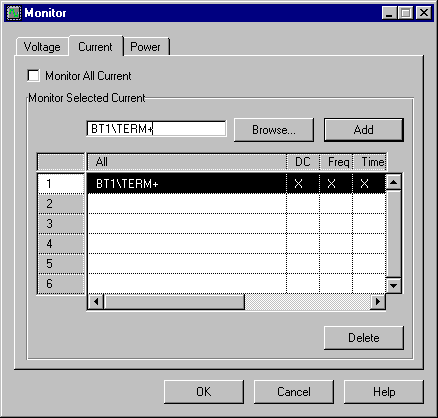 Monitor
Voltage Current Power
Monitor All Current
Monitor Selected Current
BT1\TERM+ Browse... Add
All DC Freq Time
1 BT1\TERM+ X X X
2
3
4
5
6
Delete
OK Cancel Help